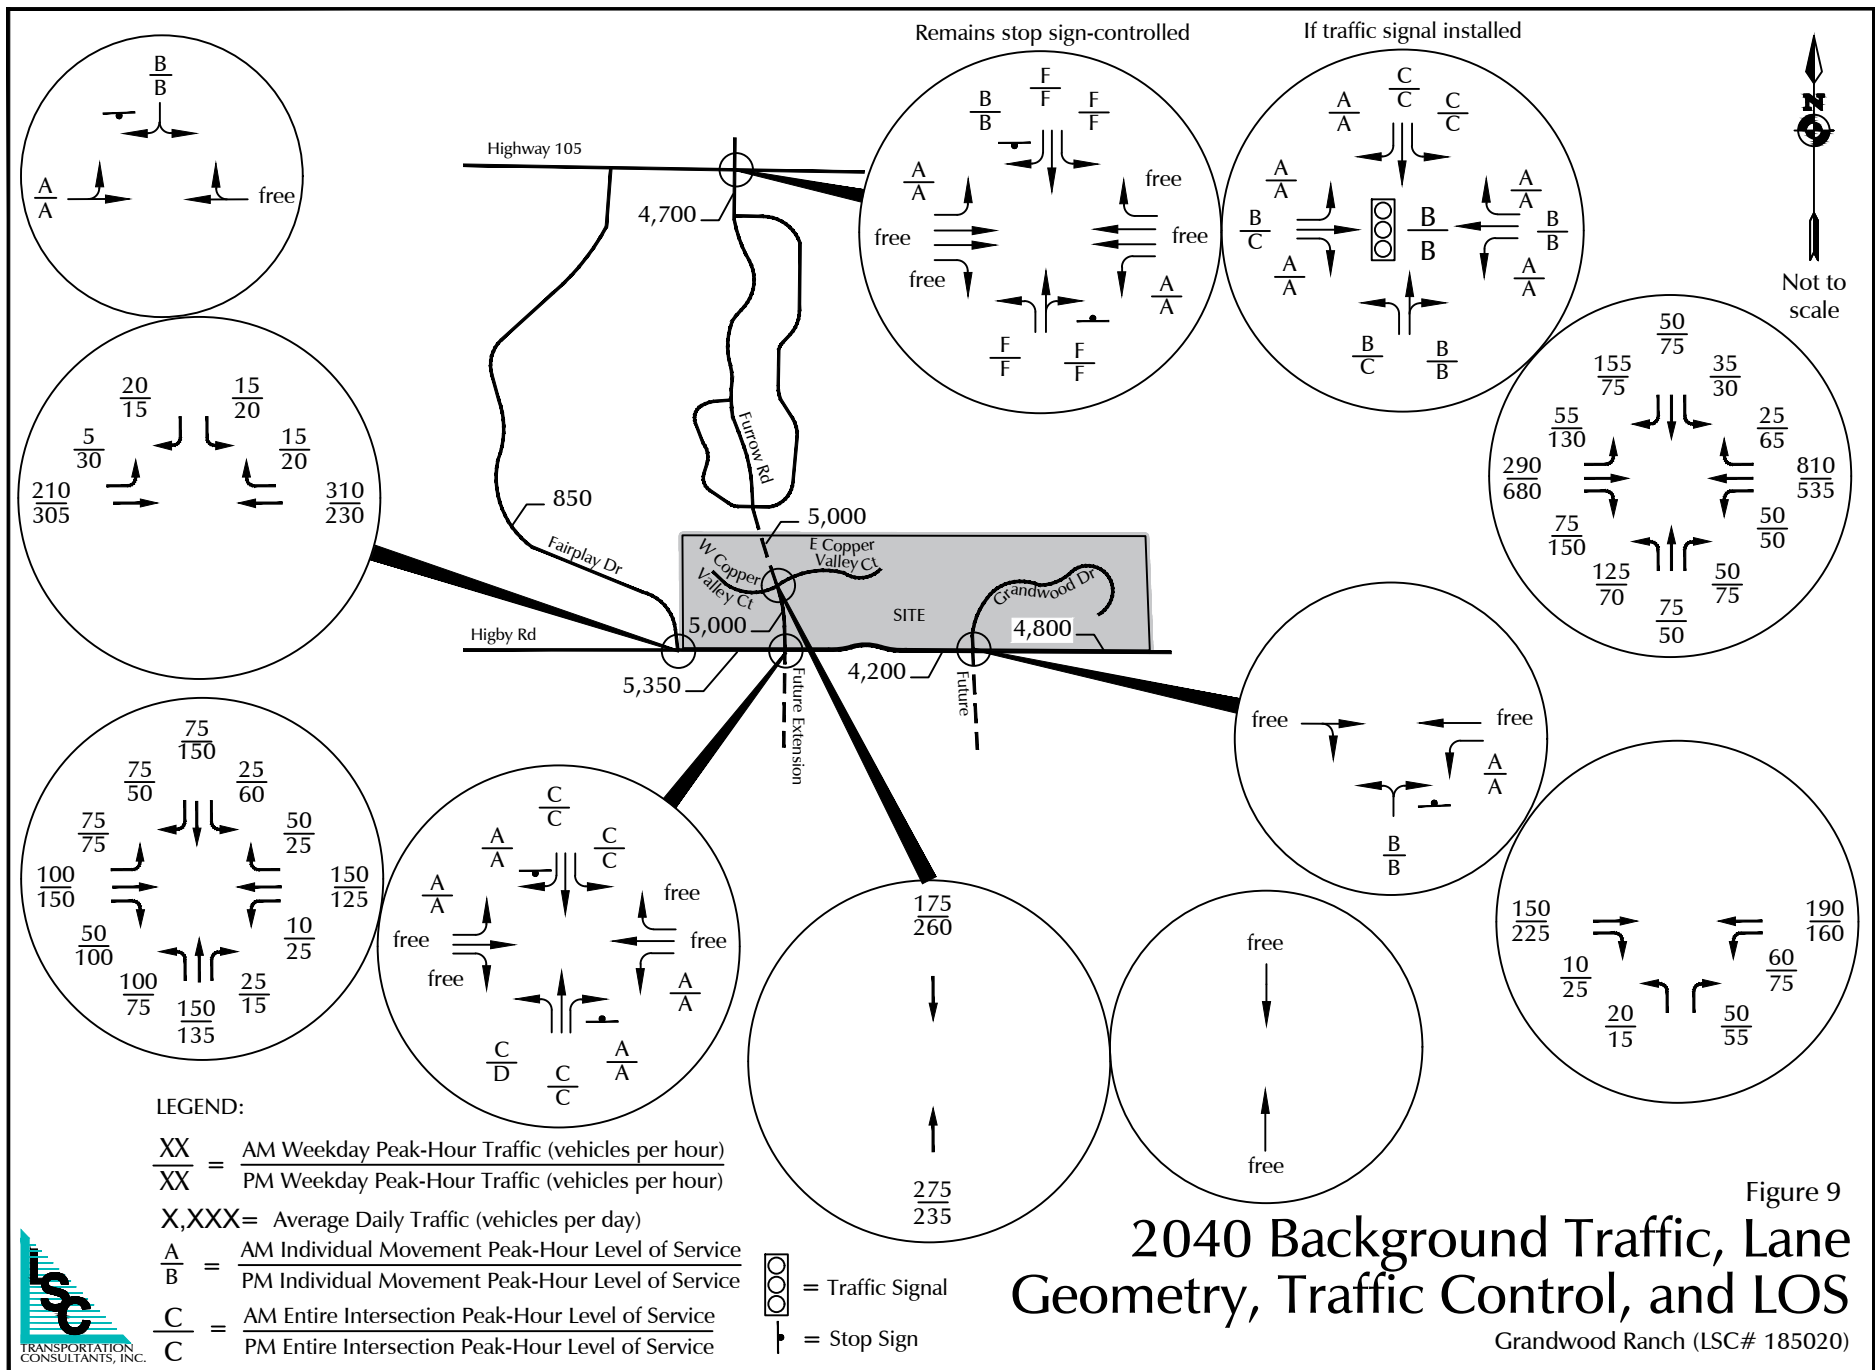 Remains stop sign-controlled
If traffic signal installed
B
B
A
A
free
Highway 105
4,700
F
F
B
B
F
F
A
A
free
free
free
free
A
A
F
F
F
F
C
C
A
A
C
C
A
A
B
C
A
A
B
B
A
A
B
B
A
A
B
C
B
B
N
Not to
scale
20
15
15
20
5
30
15
20
210
305
310
230
50
75
155
75
35
30
55
130
25
65
290
680
810
535
75
150
50
50
125
70
50
75
75
50
Furrow Rd
850
5,000
Fairplay Dr
W Copper
Valley Ct
E Copper
Valley Ct
Grandwood Dr
SITE
5,000
4,800
Higby Rd
5,350
4,200
Future Extension
Future
free
free
A
A
B
B
75
150
75
50
25
60
75
75
50
25
100
150
150
125
50
100
10
25
100
75
25
15
150
135
C
C
A
A
C
C
A
A
free
free
free
free
A
A
C
D
A
A
C
C
175
260
275
235
free
free
150
225
190
160
10
25
60
75
20
15
50
55
LEGEND:
XX
XX
=
AM Weekday Peak-Hour Traffic (vehicles per hour)
PM Weekday Peak-Hour Traffic (vehicles per hour)
X,XXX= Average Daily Traffic (vehicles per day)
A
B
=
AM Individual Movement Peak-Hour Level of Service
PM Individual Movement Peak-Hour Level of Service
C
C
=
AM Entire Intersection Peak-Hour Level of Service
PM Entire Intersection Peak-Hour Level of Service
= Traffic Signal
= Stop Sign
LSC
TRANSPORTATION
CONSULTANTS, INC.
Figure 9
2040 Background Traffic, Lane
Geometry, Traffic Control, and LOS
Grandwood Ranch (LSC# 185020)